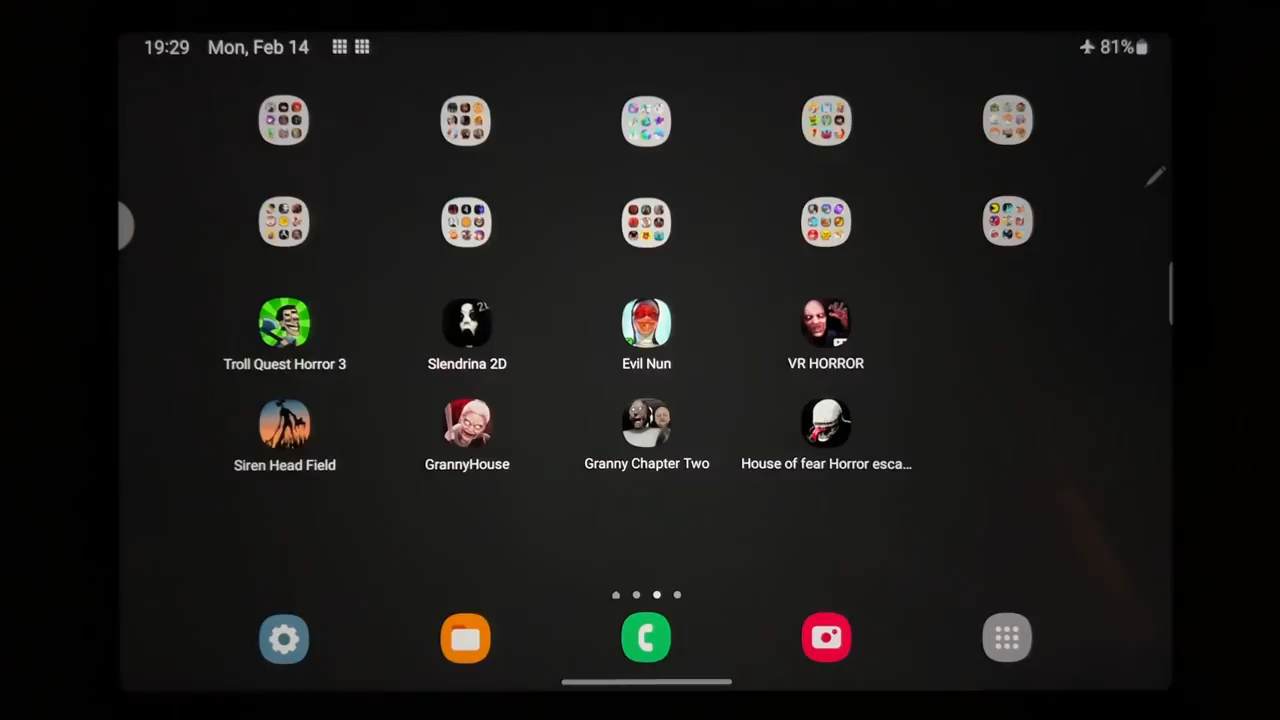 19:29 Mon, Feb 14 81%
Troll Quest Horror 3 Slendrina 2D Evil Nun VR HORROR
Siren Head Field GrannyHouse Granny Chapter Two House of fear Horror esca...